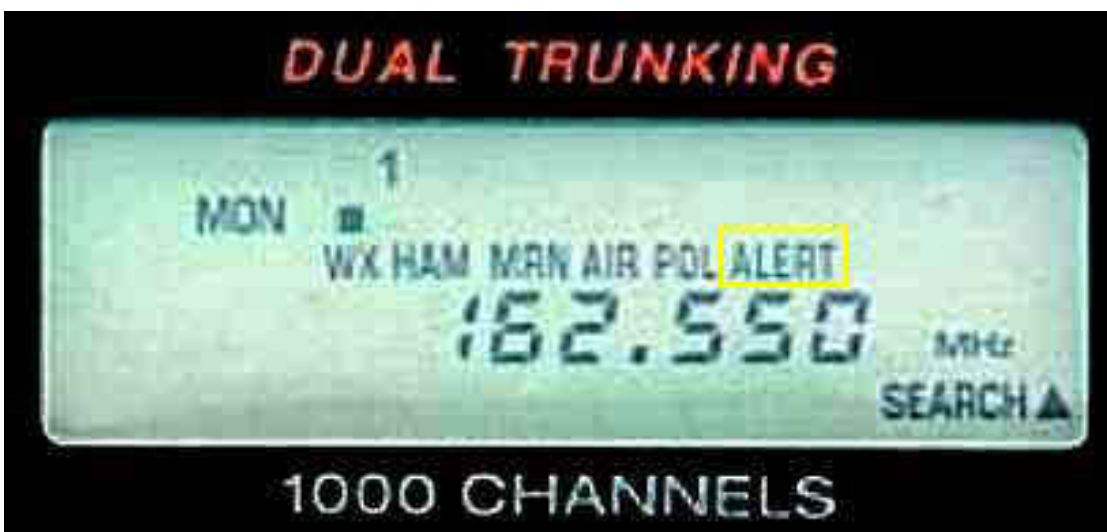 DUAL TRUNKING
1
MON
WX HAM MRN AIR POL ALERT
162.550 MHz
SEARCH▲
1000 CHANNELS